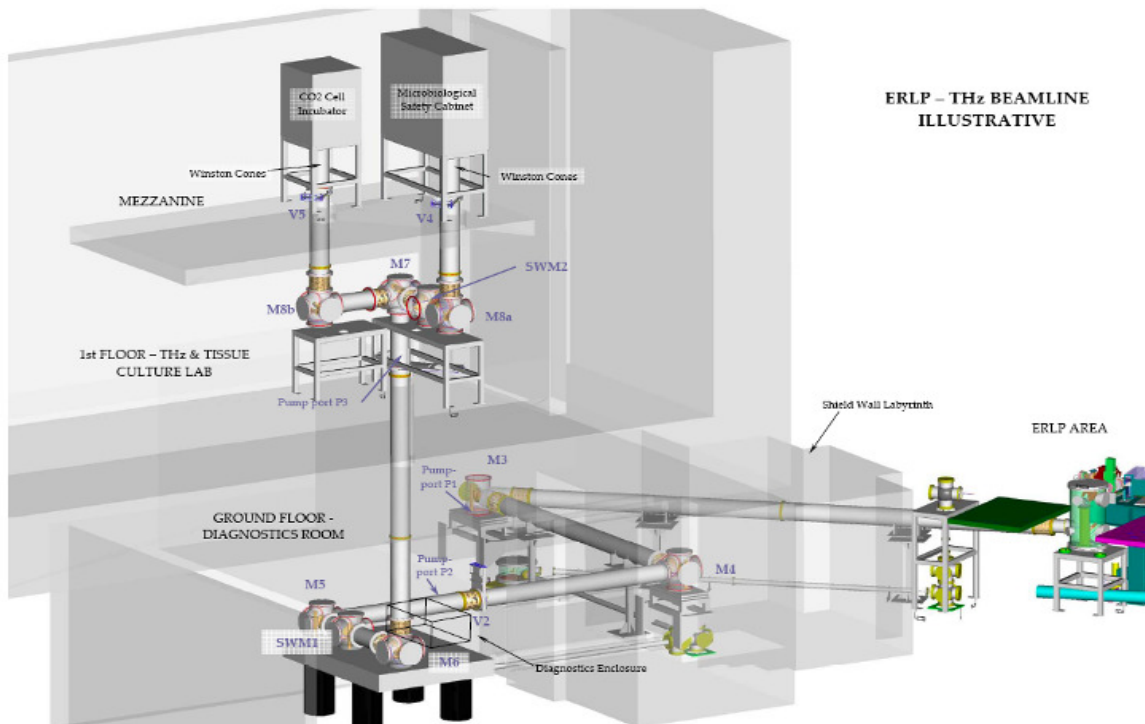 CO2 Cell
Incubator
Microbiological
Safety Cabinet
ERLP – THz BEAMLINE
ILLUSTRATIVE
Winston Cones
Winston Cones
MEZZANINE
V5
V4
M7
SWM2
M8b
M8a
1st FLOOR – THz & TISSUE
CULTURE LAB
Pump port P3
Shield Wall Labyrinth
ERLP AREA
M3
Pump-
port P1
GROUND FLOOR -
DIAGNOSTICS ROOM
Pump-
port P2
M4
M5
V2
SWM1
M6
Diagnostics Enclosure